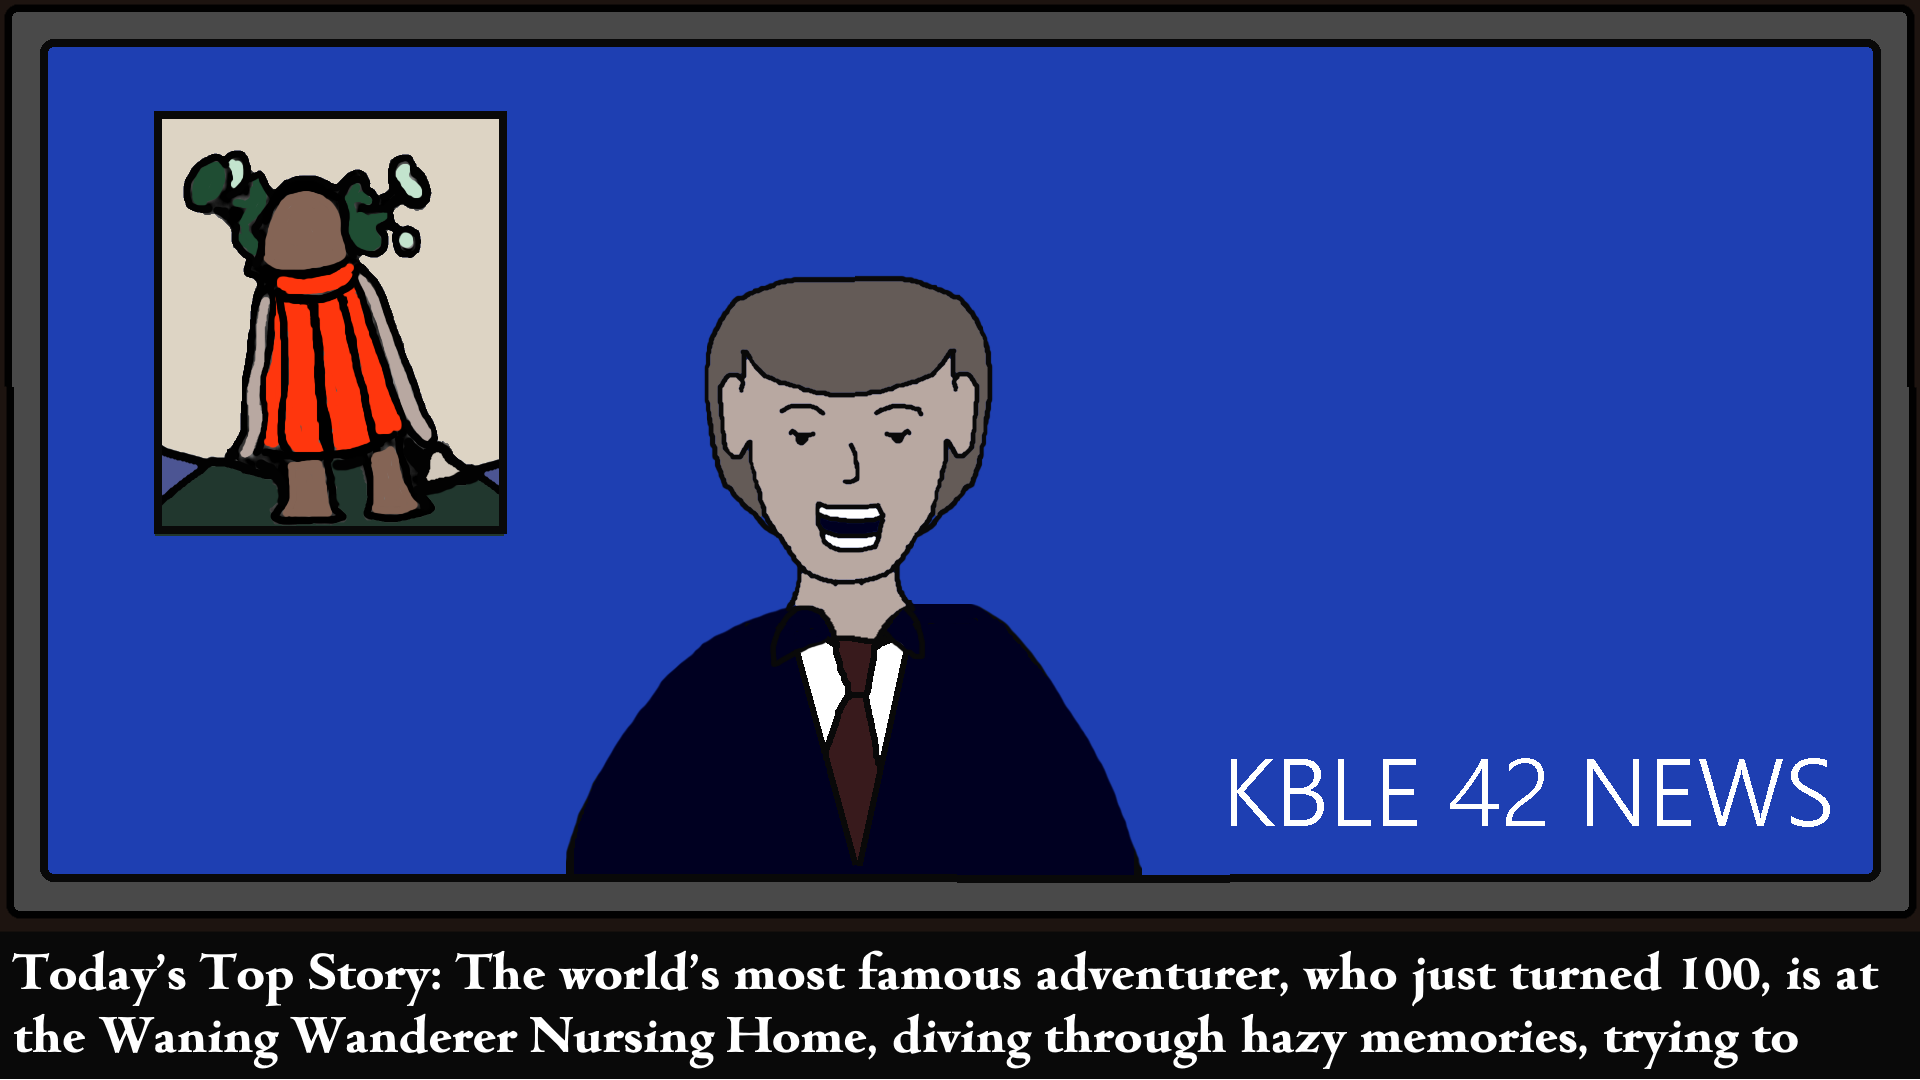 KBLE 42 NEWS
Today’s Top Story: The world’s most famous adventurer, who just turned 100, is at
the Waning Wanderer Nursing Home, diving through hazy memories, trying to